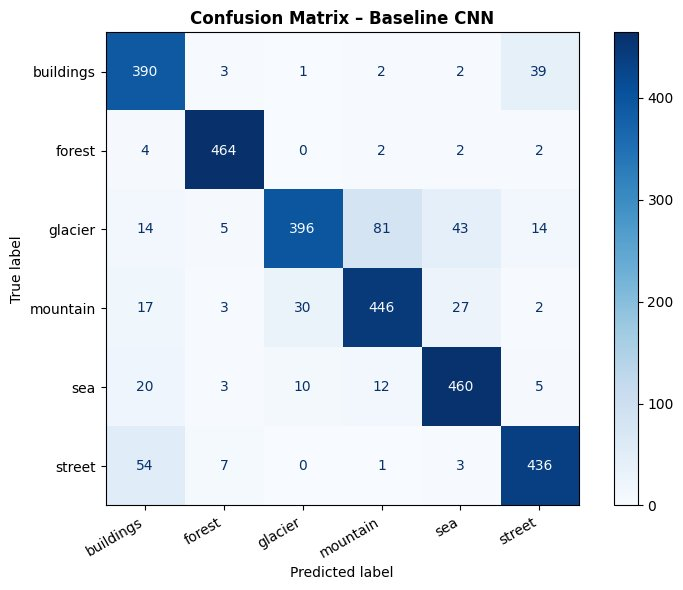 Confusion Matrix – Baseline CNN
buildings 390 3 1 2 2 39
forest 4 464 0 2 2 2
glacier 14 5 396 81 43 14
mountain 17 3 30 446 27 2
sea 20 3 10 12 460 5
street 54 7 0 1 3 436
True label
buildings forest glacier mountain sea street
Predicted label
400
300
200
100
0